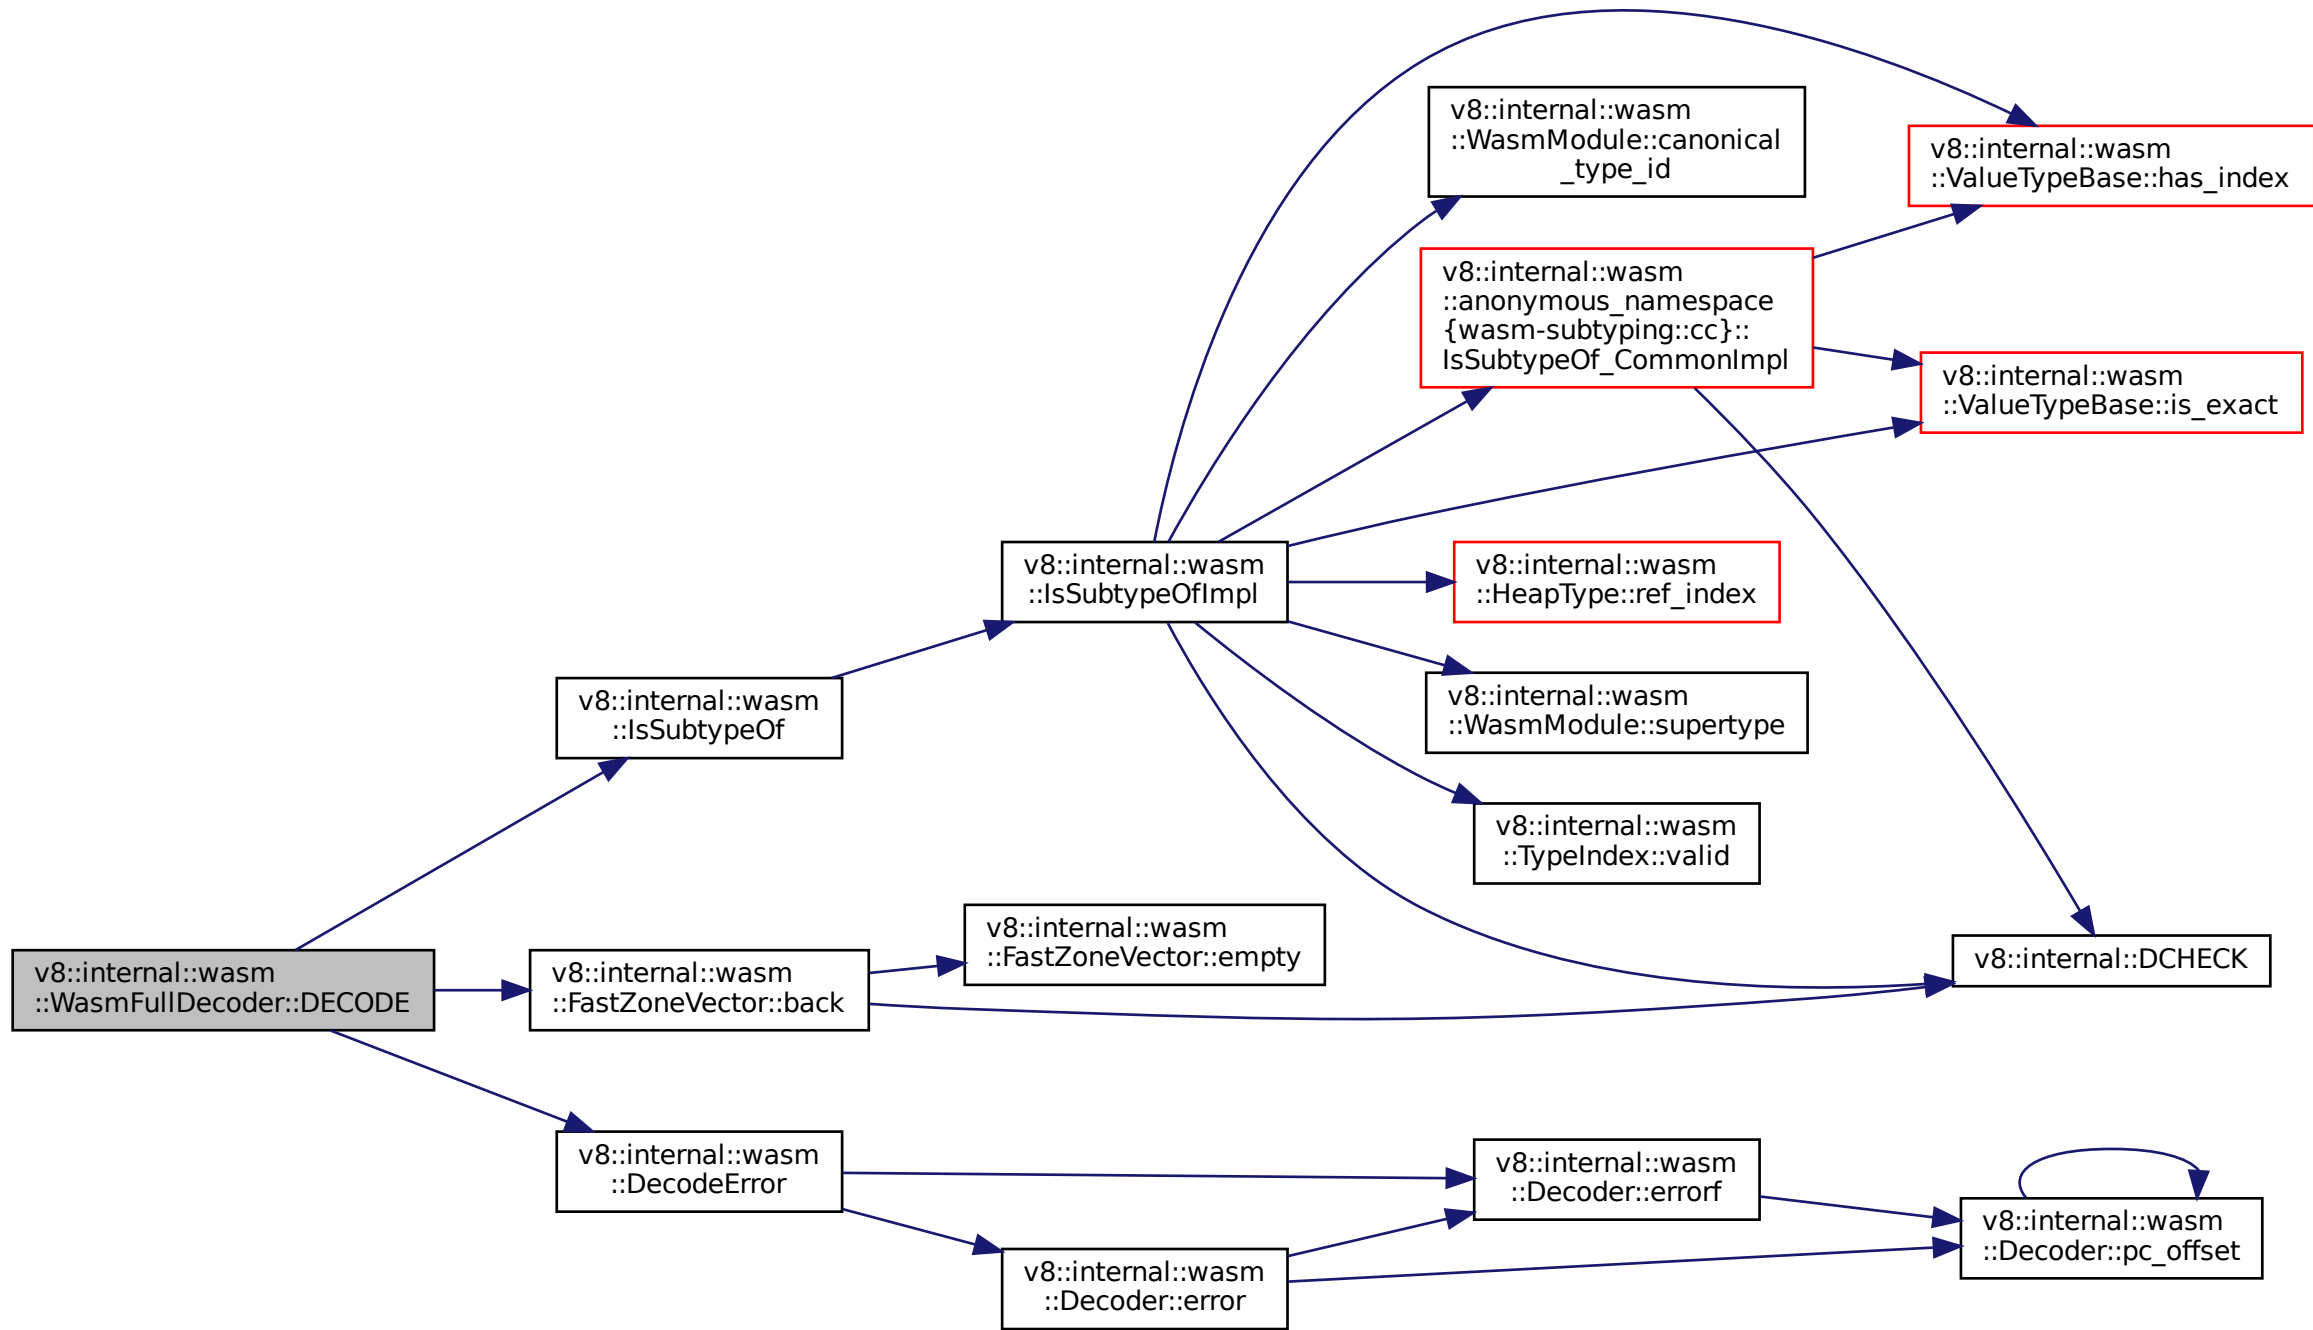 v8::internal::wasm
::WasmFullDecoder::DECODE
v8::internal::wasm
::IsSubtypeOf
v8::internal::wasm
::FastZoneVector::back
v8::internal::wasm
::DecodeError
v8::internal::wasm
::IsSubtypeOfImpl
v8::internal::wasm
::FastZoneVector::empty
v8::internal::wasm
::Decoder::error
v8::internal::wasm
::WasmModule::canonical
_type_id
v8::internal::wasm
::anonymous_namespace
{wasm-subtyping::cc}::
IsSubtypeOf_CommonImpl
v8::internal::wasm
::HeapType::ref_index
v8::internal::wasm
::WasmModule::supertype
v8::internal::wasm
::TypeIndex::valid
v8::internal::wasm
::Decoder::errorf
v8::internal::wasm
::ValueTypeBase::has_index
v8::internal::wasm
::ValueTypeBase::is_exact
v8::internal::DCHECK
v8::internal::wasm
::Decoder::pc_offset